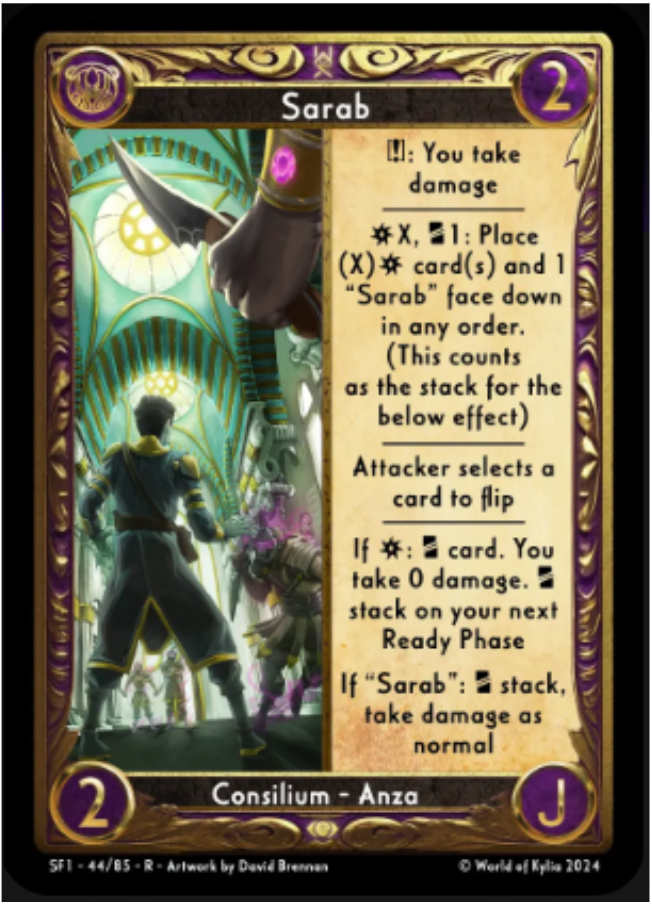 2
Sarab
!: You take
damage
X, 1: Place
(X) card(s) and 1
“Sarab” face down
in any order.
(This counts
as the stack for the
below effect)
Attacker selects a
card to flip
If : card. You
take 0 damage.
stack on your next
Ready Phase
If “Sarab”: stack,
take damage as
normal
2
Consilium - Anza
J
SF1 - 44/85 - R - Artwork by David Brennan
© World of Kylia 2024